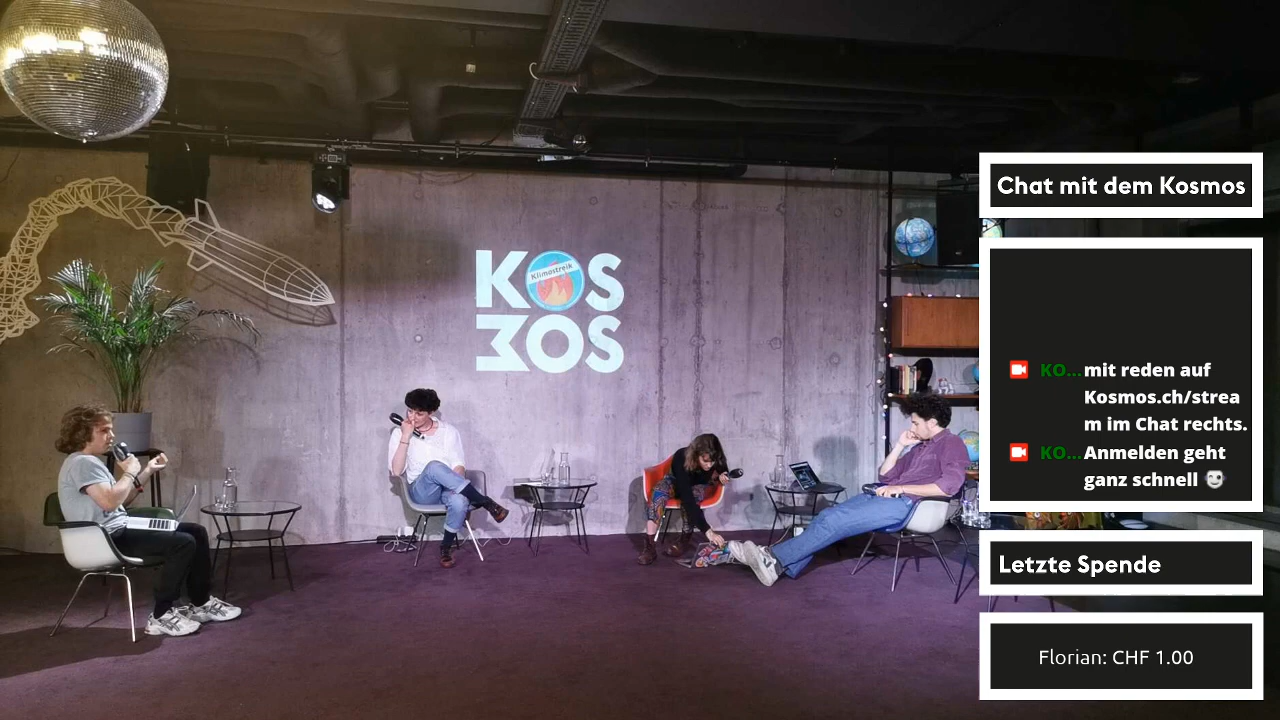 KOS
Klimastreik
MOS
Chat mit dem Kosmos
KO... mit reden auf
Kosmos.ch/strea
m im Chat rechts.
KO... Anmelden geht
ganz schnell
Letzte Spende
Florian: CHF 1.00